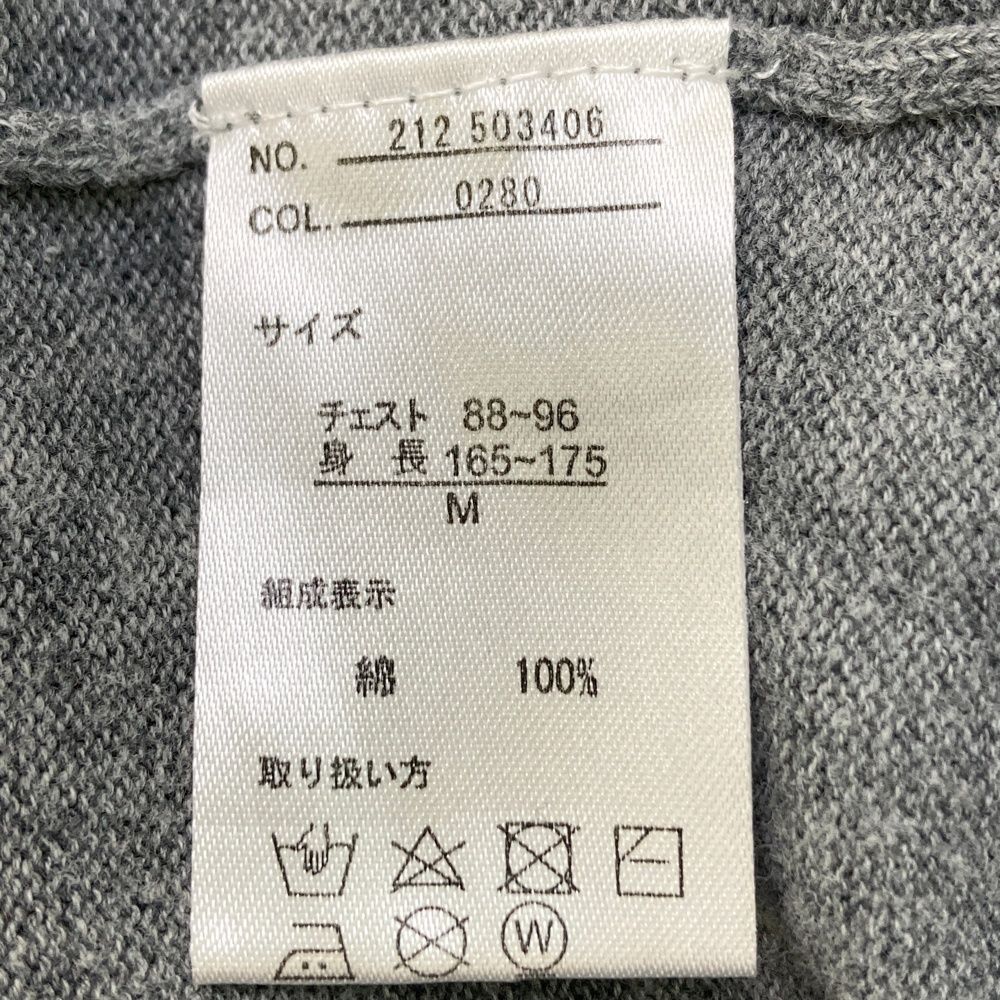 NO. 212 503406
COL. 0280
サイズ
チェスト 88~96
身 長 165~175
M
組成表示
綿 100%
取り扱い方
W